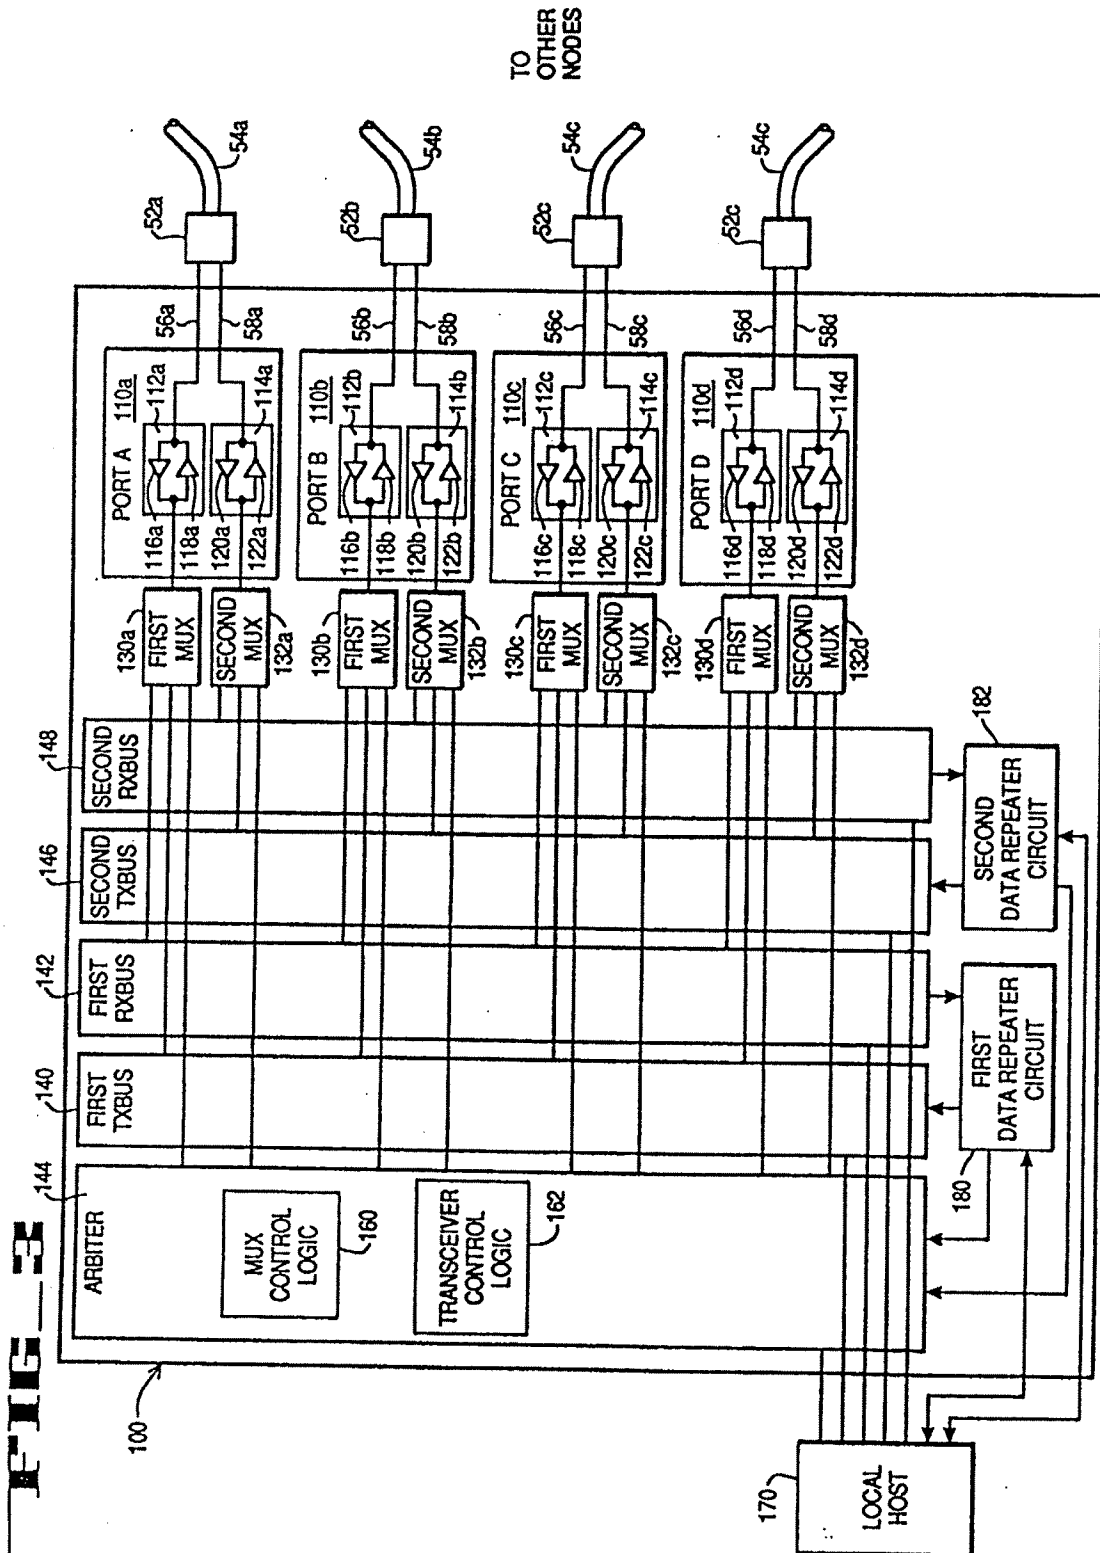 FIG_3
100
144
ARBITER
MUX
CONTROL
LOGIC
160
TRANSCEIVER
CONTROL
LOGIC
162
140
FIRST
TXBUS
142
FIRST
RXBUS
146
SECOND
TXBUS
148
SECOND
RXBUS
130a
FIRST
MUX
SECOND
MUX
132a
130b
FIRST
MUX
SECOND
MUX
132b
130c
FIRST
MUX
SECOND
MUX
132c
130d
FIRST
MUX
SECOND
MUX
132d
PORT A
110a
112a
114a
116a
118a
120a
122a
56a
58a
52a
54a
PORT B
110b
112b
114b
116b
118b
120b
122b
56b
58b
52b
54b
PORT C
110c
112c
114c
116c
118c
120c
122c
56c
58c
52c
54c
PORT D
110d
112d
114d
116d
118d
120d
122d
56d
58d
52c
54c
TO
OTHER
NODES
170
LOCAL
HOST
180
FIRST
DATA REPEATER
CIRCUIT
182
SECOND
DATA REPEATER
CIRCUIT